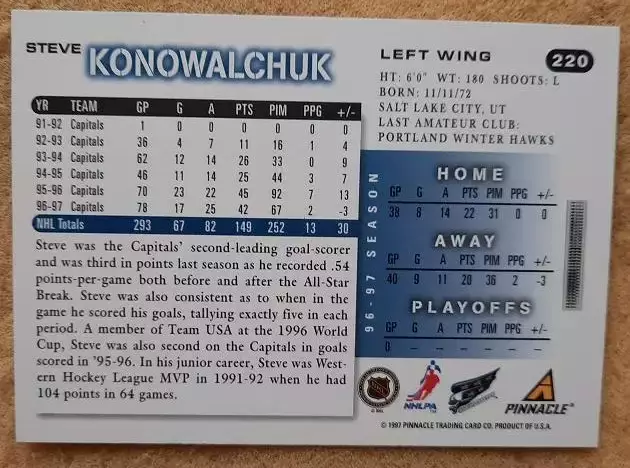 STEVE KONOWALCHUK
LEFT WING 220
HT: 6'0" WT: 180 SHOOTS: L
BORN: 11/11/72
SALT LAKE CITY, UT
LAST AMATEUR CLUB:
PORTLAND WINTER HAWKS
YR TEAM GP G A PTS PIM PPG +/-
91-92 Capitals 1 0 0 0 0 0 0
92-93 Capitals 36 4 7 11 16 1 4
93-94 Capitals 62 12 14 26 33 0 9
94-95 Capitals 46 11 14 25 44 3 7
95-96 Capitals 70 23 22 45 92 7 13
96-97 Capitals 78 17 25 42 67 2 -3
NHL Totals 293 67 82 149 252 13 30
Steve was the Capitals' second-leading goal-scorer
and was third in points last season as he recorded .54
points-per-game both before and after the All-Star
Break. Steve was also consistent as to when in the
game he scored his goals, tallying exactly five in each
period. A member of Team USA at the 1996 World
Cup, Steve was also second on the Capitals in goals
scored in '95-96. In his junior career, Steve was West-
ern Hockey League MVP in 1991-92 when he had
104 points in 64 games.
96-97 SEASON
HOME
GP G A PTS PIM PPG +/-
38 8 14 22 31 0 0
AWAY
GP G A PTS PIM PPG +/-
40 9 11 20 36 2 -3
PLAYOFFS
GP G A PTS PIM PPG +/-
0 – – – – – –
NHL
NHLPA
PINNACLE
© 1997 PINNACLE TRADING CARD CO. PRODUCT OF U.S.A.